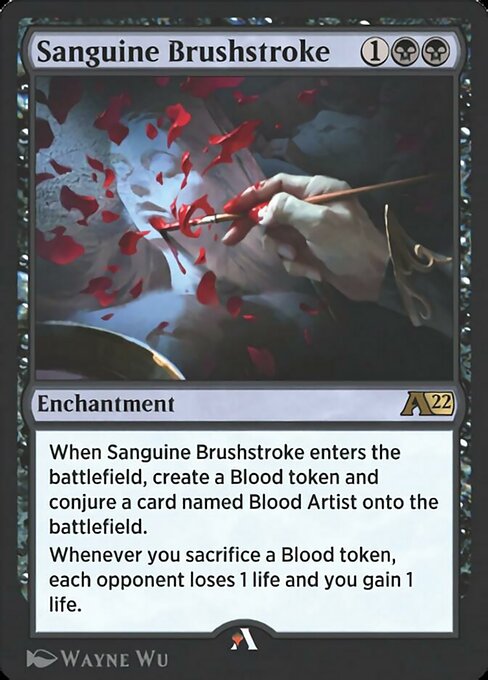 Sanguine Brushstroke 1
Enchantment A22
When Sanguine Brushstroke enters the
battlefield, create a Blood token and
conjure a card named Blood Artist onto the
battlefield.
Whenever you sacrifice a Blood token,
each opponent loses 1 life and you gain 1
life.
Wayne Wu